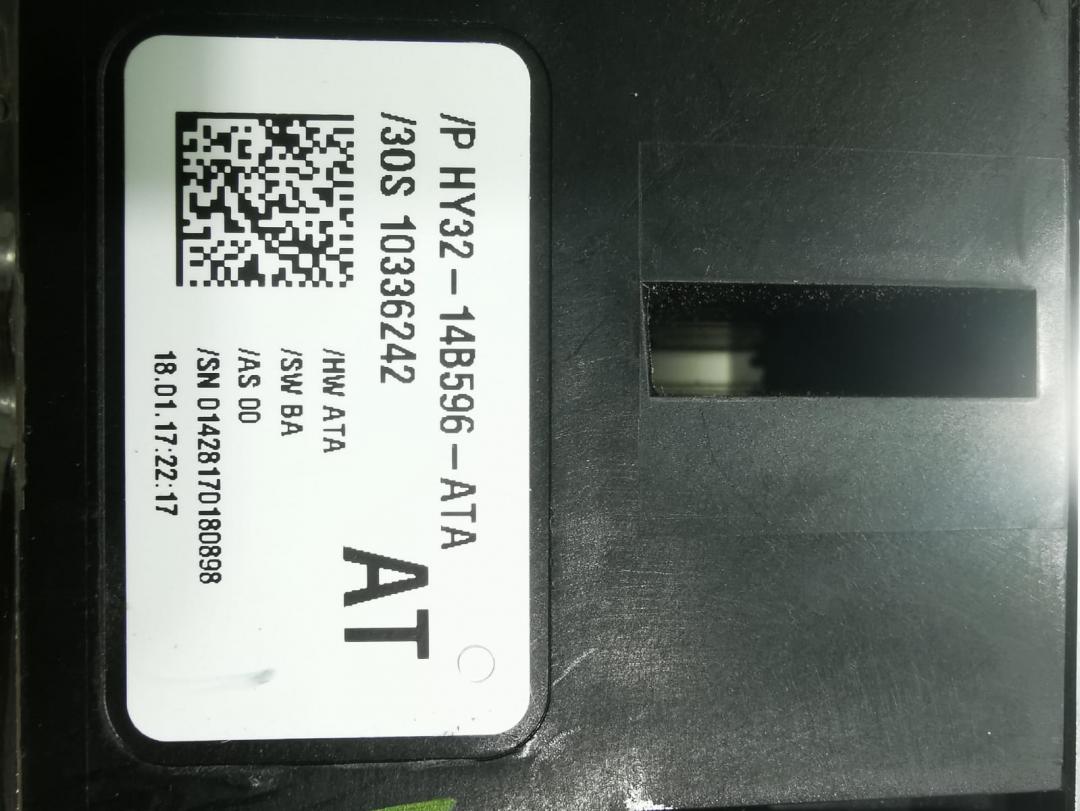 /P HY32-14B596-ATA
/30S 10336242
AT
/HW ATA
/SW BA
/AS 00
/SN 01428170180898
18.01.17:22:17